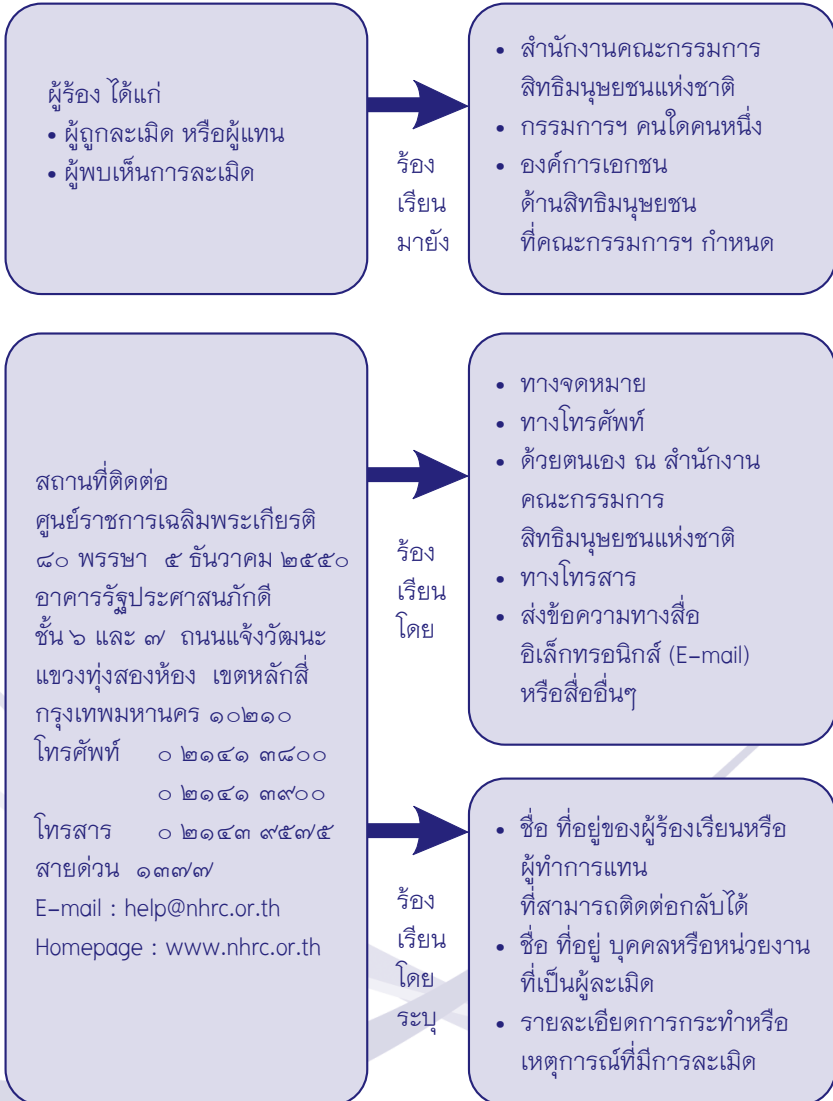 ผู้ร้อง ได้แก่
• ผู้ถูกละเมิด หรือผู้แทน
• ผู้พบเห็นการละเมิด
ร้อง
เรียน
มายัง
• สำนักงานคณะกรรมการ
สิทธิมนุษยชนแห่งชาติ
• กรรมการฯ คนใดคนหนึ่ง
• องค์การเอกชน
ด้านสิทธิมนุษยชน
ที่คณะกรรมการฯ กำหนด
สถานที่ติดต่อ
ศูนย์ราชการเฉลิมพระเกียรติ
๘๐ พรรษา ๕ ธันวาคม ๒๕๕๐
อาคารรัฐประศาสนภักดี
ชั้น ๖ และ ๗ ถนนแจ้งวัฒนะ
แขวงทุ่งสองห้อง เขตหลักสี่
กรุงเทพมหานคร ๑๐๒๑๐
โทรศัพท์ ๐ ๒๑๔๑ ๓๘๐๐
๐ ๒๑๔๑ ๓๙๐๐
โทรสาร ๐ ๒๑๔๓ ๙๕๗๕
สายด่วน ๑๓๗๗
E-mail : help@nhrc.or.th
Homepage : www.nhrc.or.th
ร้อง
เรียน
โดย
• ทางจดหมาย
• ทางโทรศัพท์
• ด้วยตนเอง ณ สำนักงาน
คณะกรรมการ
สิทธิมนุษยชนแห่งชาติ
• ทางโทรสาร
• ส่งข้อความทางสื่อ
อิเล็กทรอนิกส์ (E-mail)
หรือสื่ออื่นๆ
ร้อง
เรียน
โดย
ระบุ
• ชื่อ ที่อยู่ของผู้ร้องเรียนหรือ
ผู้ทำการแทน
ที่สามารถติดต่อกลับได้
• ชื่อ ที่อยู่ บุคคลหรือหน่วยงาน
ที่เป็นผู้ละเมิด
• รายละเอียดการกระทำหรือ
เหตุการณ์ที่มีการละเมิด